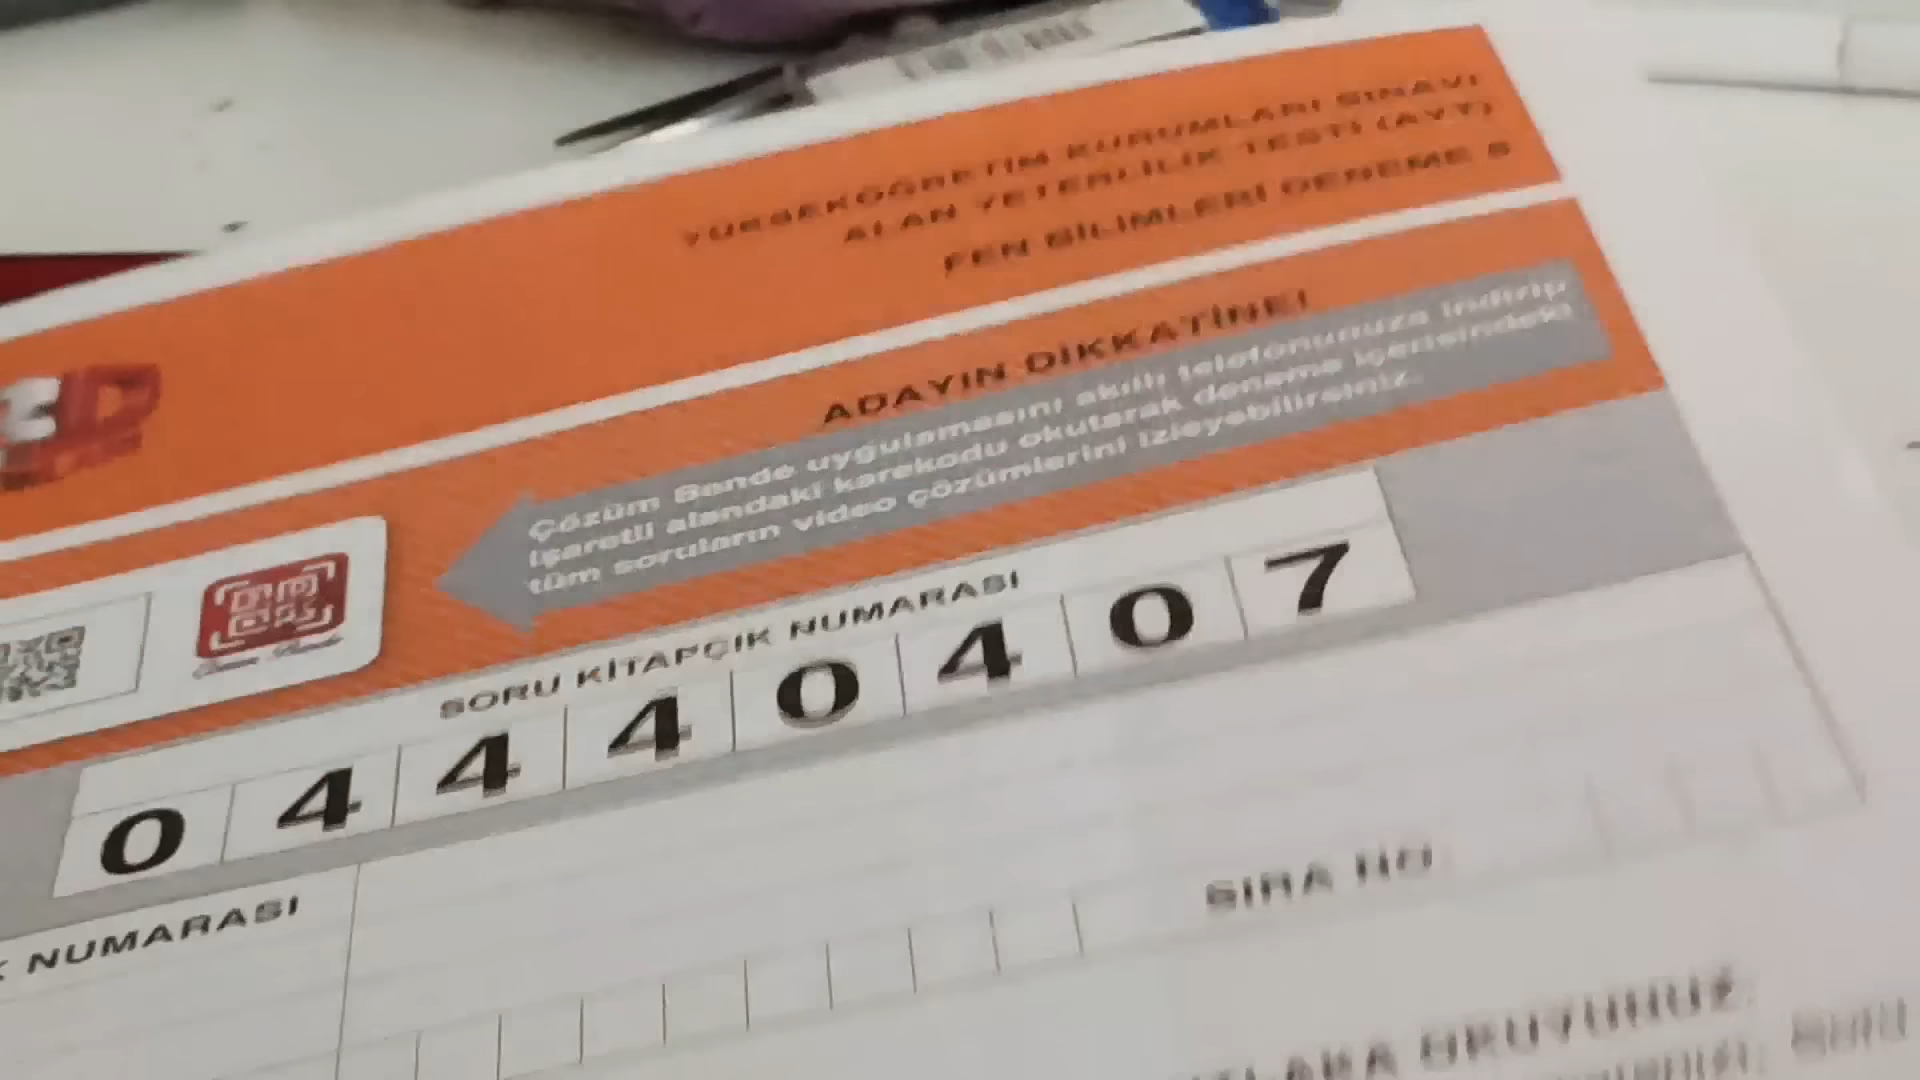 YÜKSEKÖĞRETİM KURUMLARI SINAVI
ALAN YETERLİLİK TESTİ (AYT)
FEN BİLİMLERİ DENEME
ADAYIN DİKKATİNE!
Çözüm Bende uygulamasını akıllı telefonunuza indirip
işaretli alandaki karekodu okutarak deneme içerisindeki
tüm soruların video çözümlerini izleyebilirsiniz.
SORU KİTAPÇIK NUMARASI
0 4 4 4 0 4 0 7
NUMARASI
SIRA NO
OKUYUNUZ.